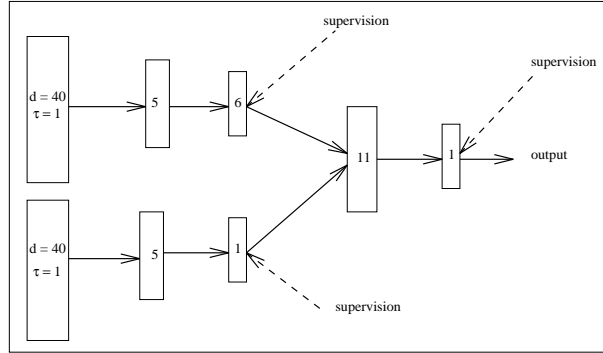 supervision
supervision
d = 40
τ = 1
5
6
11
1
output
d = 40
τ = 1
5
1
supervision